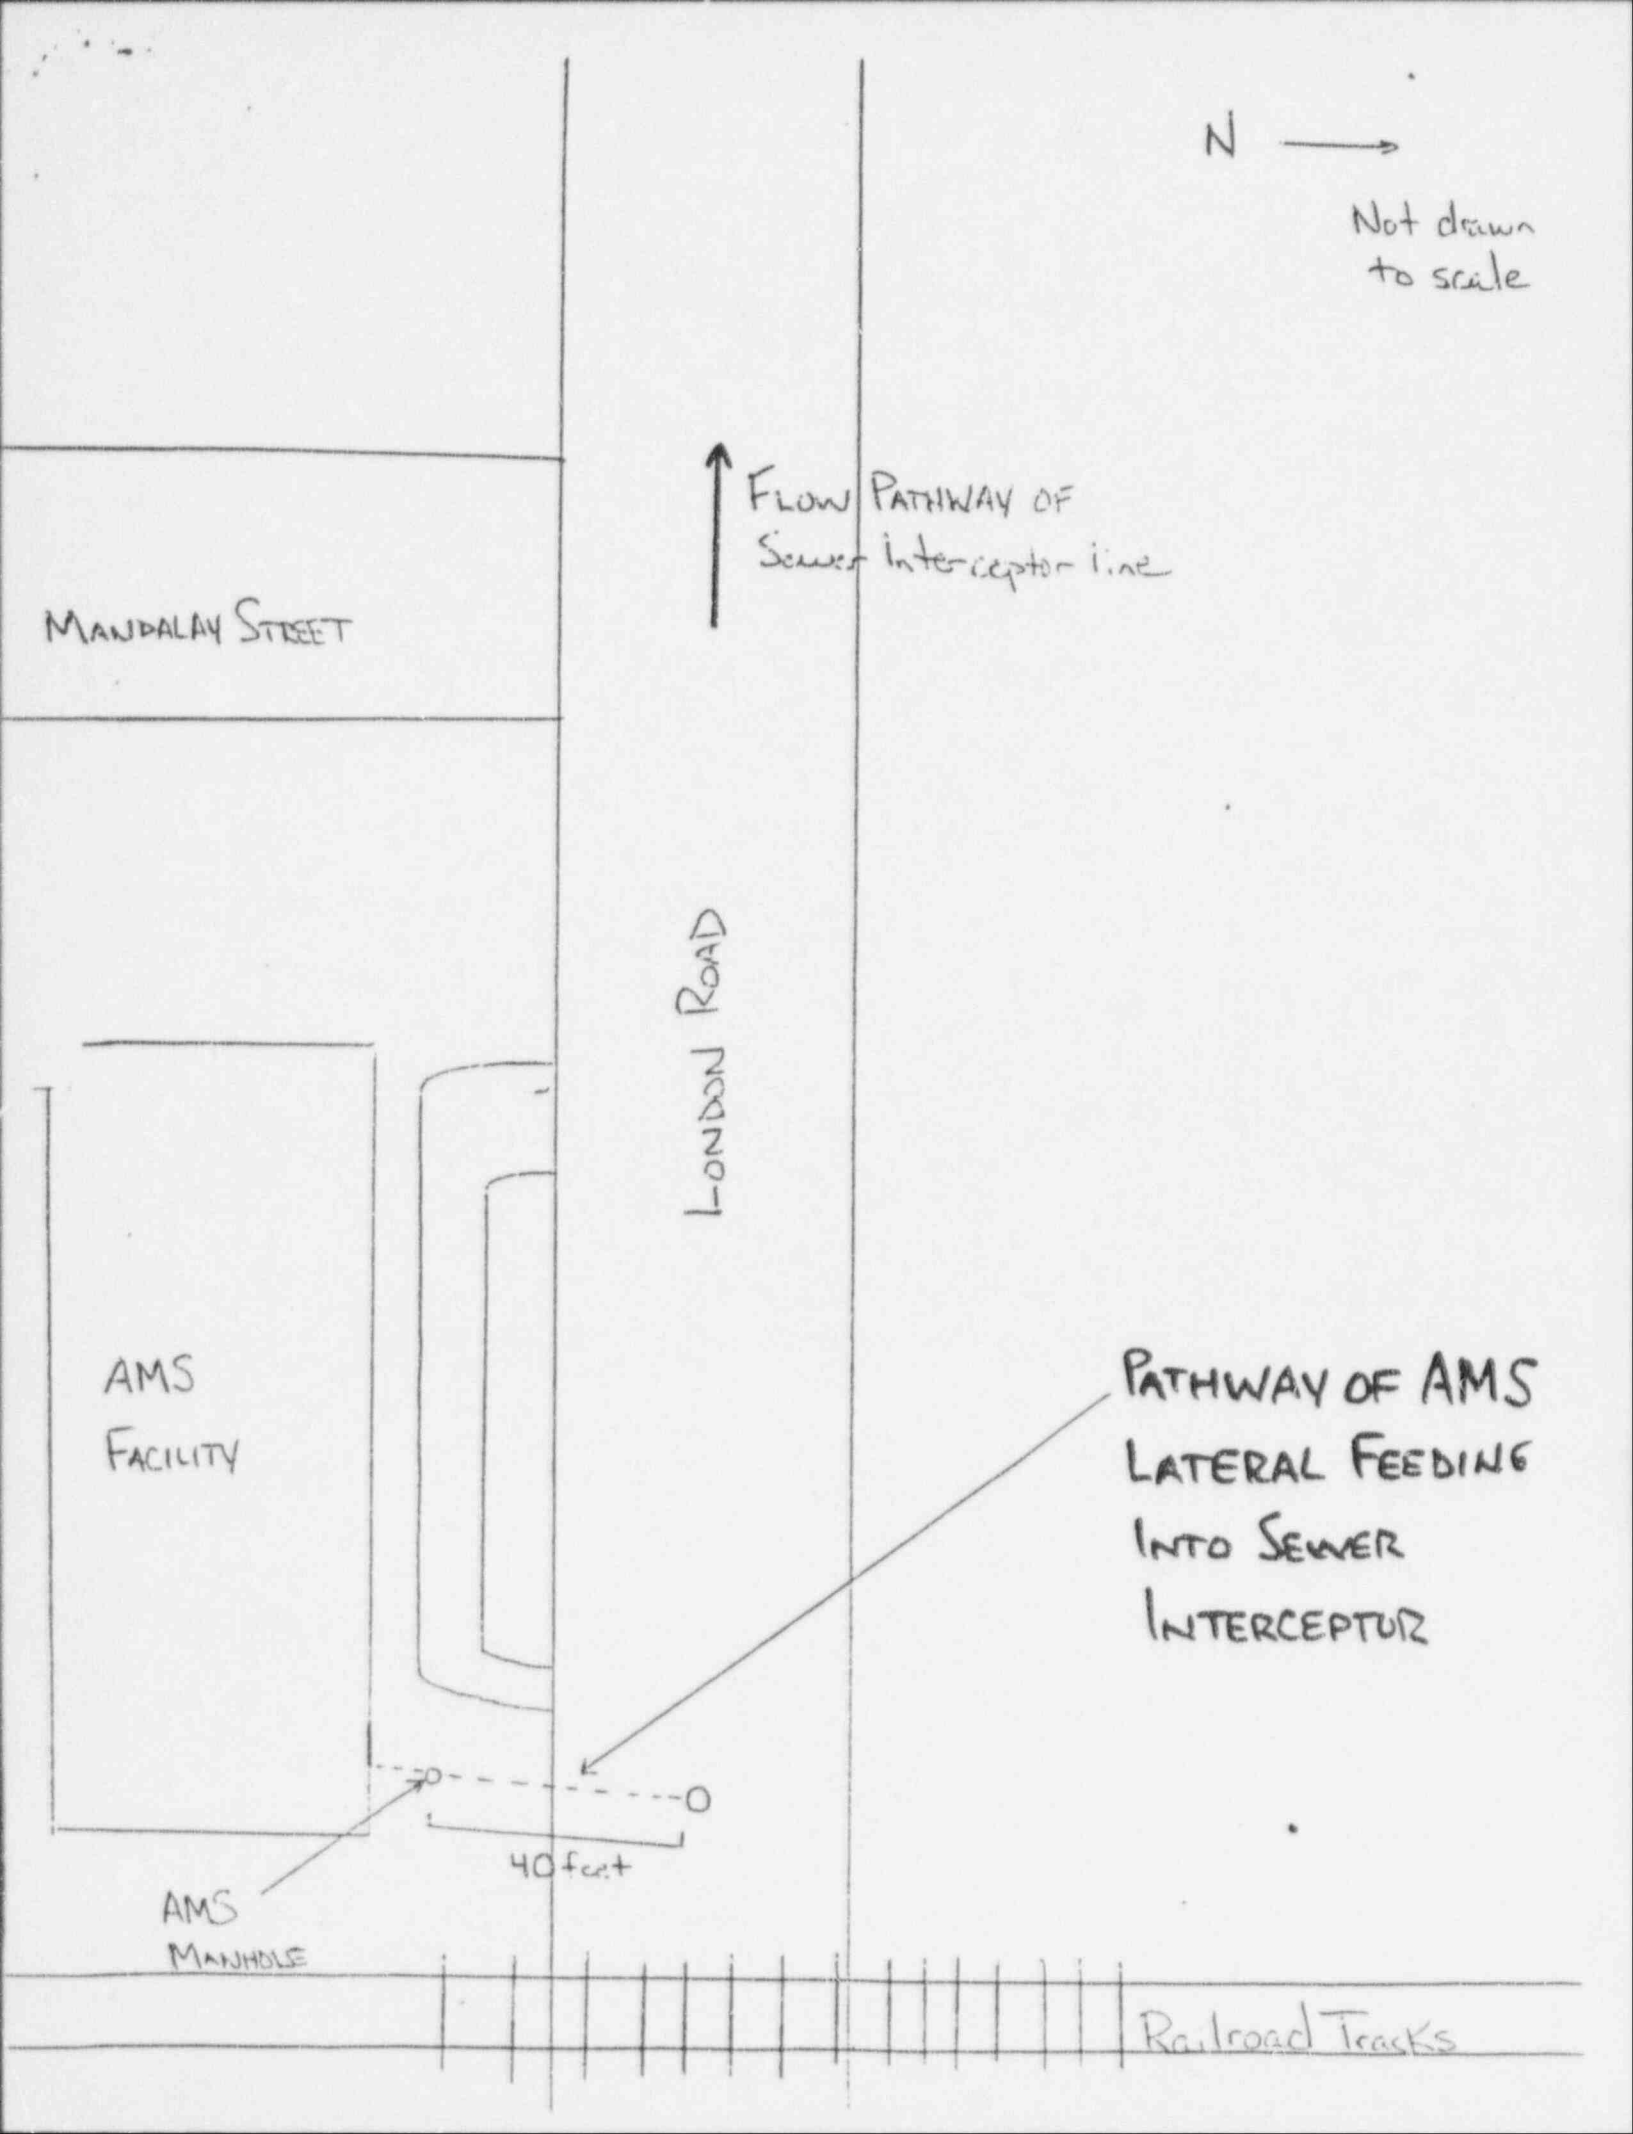 N
Not drawn
to scale
FLOW PATHWAY OF
Sewer Interceptor line
MANDALAY STREET
LONDON ROAD
AMS
FACILITY
PATHWAY OF AMS
LATERAL FEEDING
INTO SEWER
INTERCEPTOR
40 feet
AMS
MANHOLE
Railroad Tracks